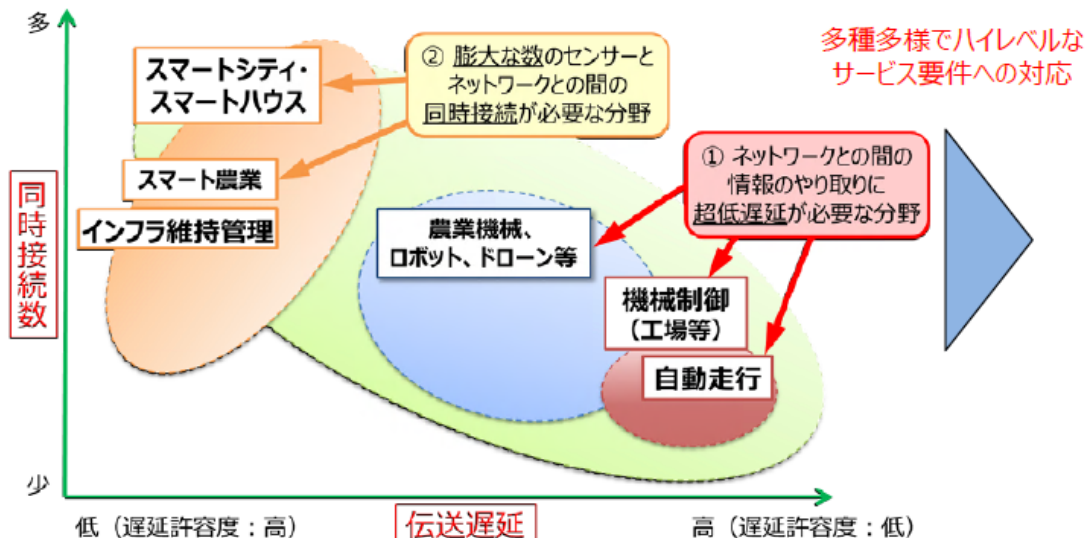 多
多種多様でハイレベルな
サービス要件への対応
スマートシティ・
スマートハウス
② 膨大な数のセンサーと
ネットワークとの間の
同時接続が必要な分野
① ネットワークとの間の
情報のやり取りに
超低遅延が必要な分野
スマート農業
インフラ維持管理
農業機械、
ロボット、ドローン等
同時接続数
機械制御
（工場等）
自動走行
少
低（遅延許容度：高）
伝送遅延
高（遅延許容度：低）